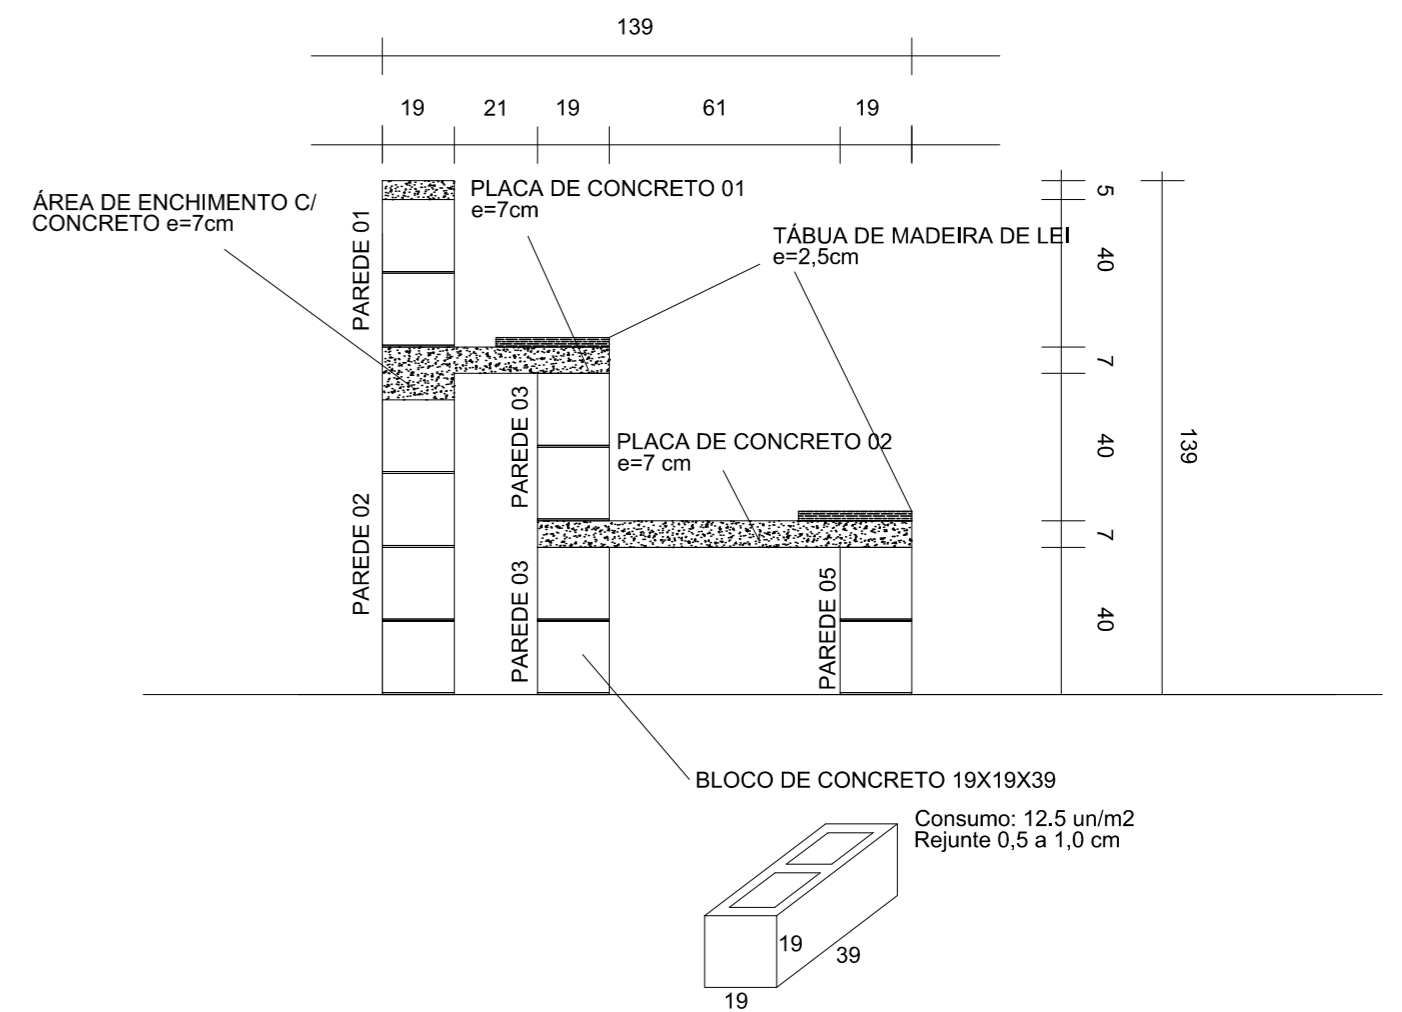 139
19 21 19 61 19
ÁREA DE ENCHIMENTO C/
CONCRETO e=7cm
PAREDE 01
PLACA DE CONCRETO 01
e=7cm
TÁBUA DE MADEIRA DE LEI
e=2,5cm
5
40
7
40
7
40
139
PAREDE 03
PLACA DE CONCRETO 02
e=7 cm
PAREDE 02
PAREDE 03
PAREDE 05
BLOCO DE CONCRETO 19X19X39
Consumo: 12.5 un/m2
Rejunte 0,5 a 1,0 cm
19
39
19